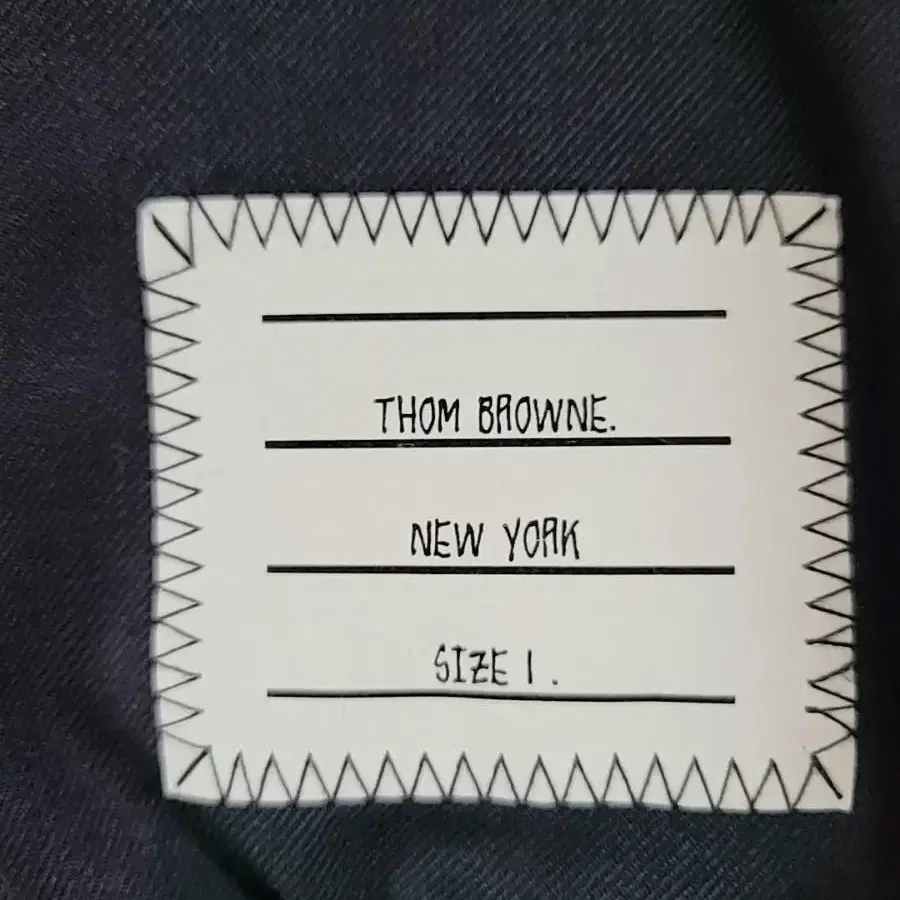 THOM BROWNE.
NEW YORK
SIZE 1.